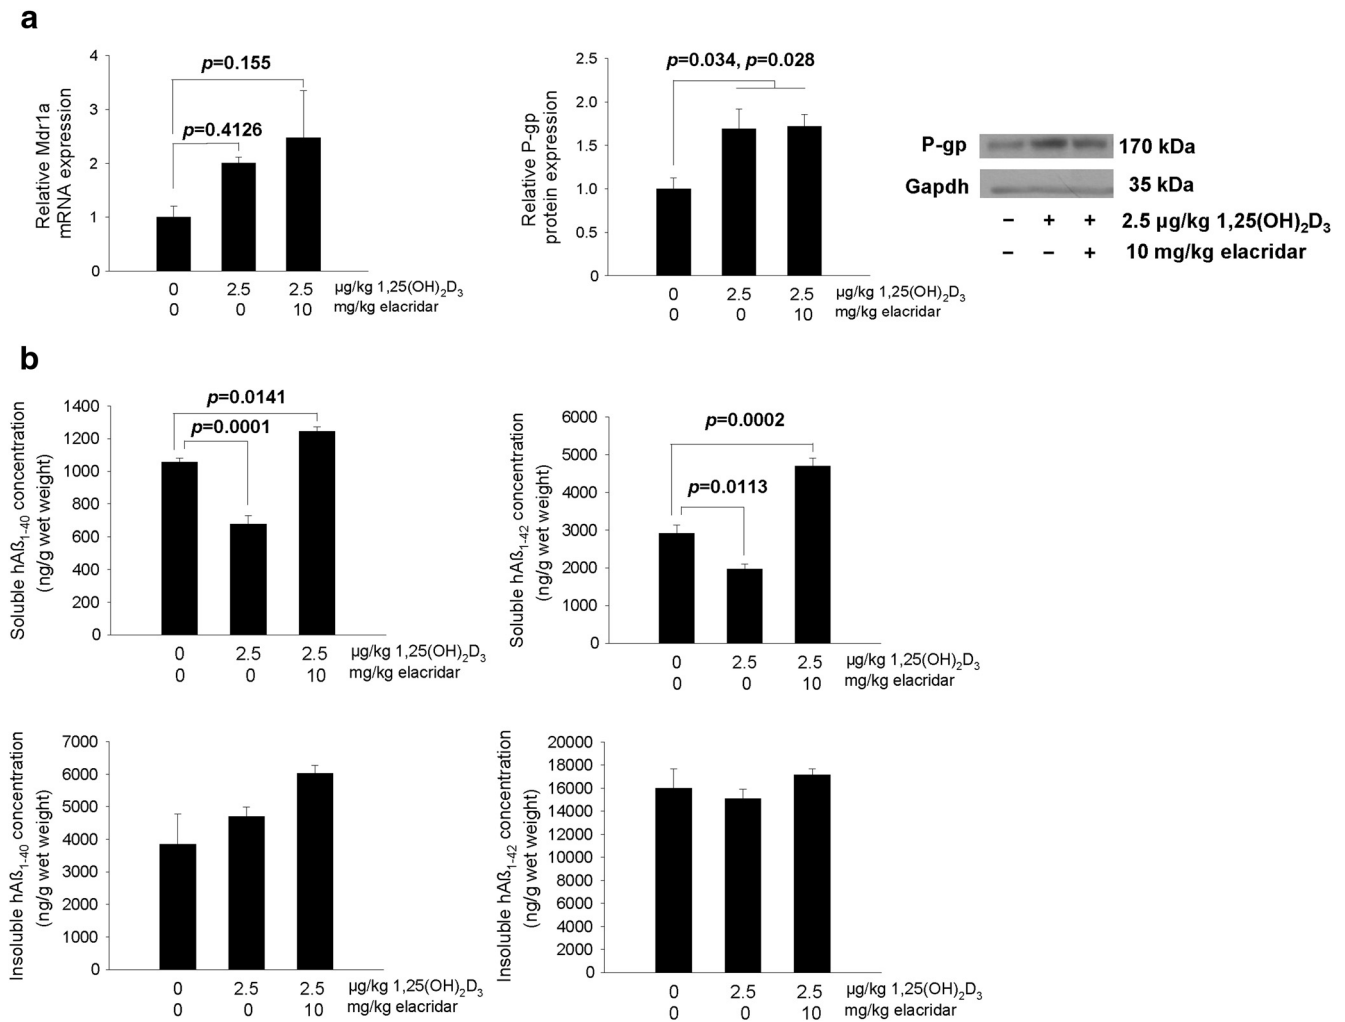 a
Relative Mdr1a
mRNA expression
4
3
2
1
0
p=0.155
p=0.4126
0 2.5 2.5 µg/kg 1,25(OH)2D3
0 0 10 mg/kg elacridar
Relative P-gp
protein expression
2.5
2.0
1.5
1.0
0.5
0
p=0.034, p=0.028
0 2.5 2.5 µg/kg 1,25(OH)2D3
0 0 10 mg/kg elacridar
P-gp 170 kDa
Gapdh 35 kDa
− + + 2.5 µg/kg 1,25(OH)2D3
− − + 10 mg/kg elacridar
b
Soluble hAß1-40 concentration
(ng/g wet weight)
1400
1200
1000
800
600
400
200
0
p=0.0141
p=0.0001
0 2.5 2.5 µg/kg 1,25(OH)2D3
0 0 10 mg/kg elacridar
Soluble hAß1-42 concentration
(ng/g wet weight)
6000
5000
4000
3000
2000
1000
0
p=0.0002
p=0.0113
0 2.5 2.5 µg/kg 1,25(OH)2D3
0 0 10 mg/kg elacridar
Insoluble hAß1-40 concentration
(ng/g wet weight)
7000
6000
5000
4000
3000
2000
1000
0
0 2.5 2.5 µg/kg 1,25(OH)2D3
0 0 10 mg/kg elacridar
Insoluble hAß1-42 concentration
(ng/g wet weight)
20000
18000
16000
14000
12000
10000
8000
6000
4000
2000
0
0 2.5 2.5 µg/kg 1,25(OH)2D3
0 0 10 mg/kg elacridar